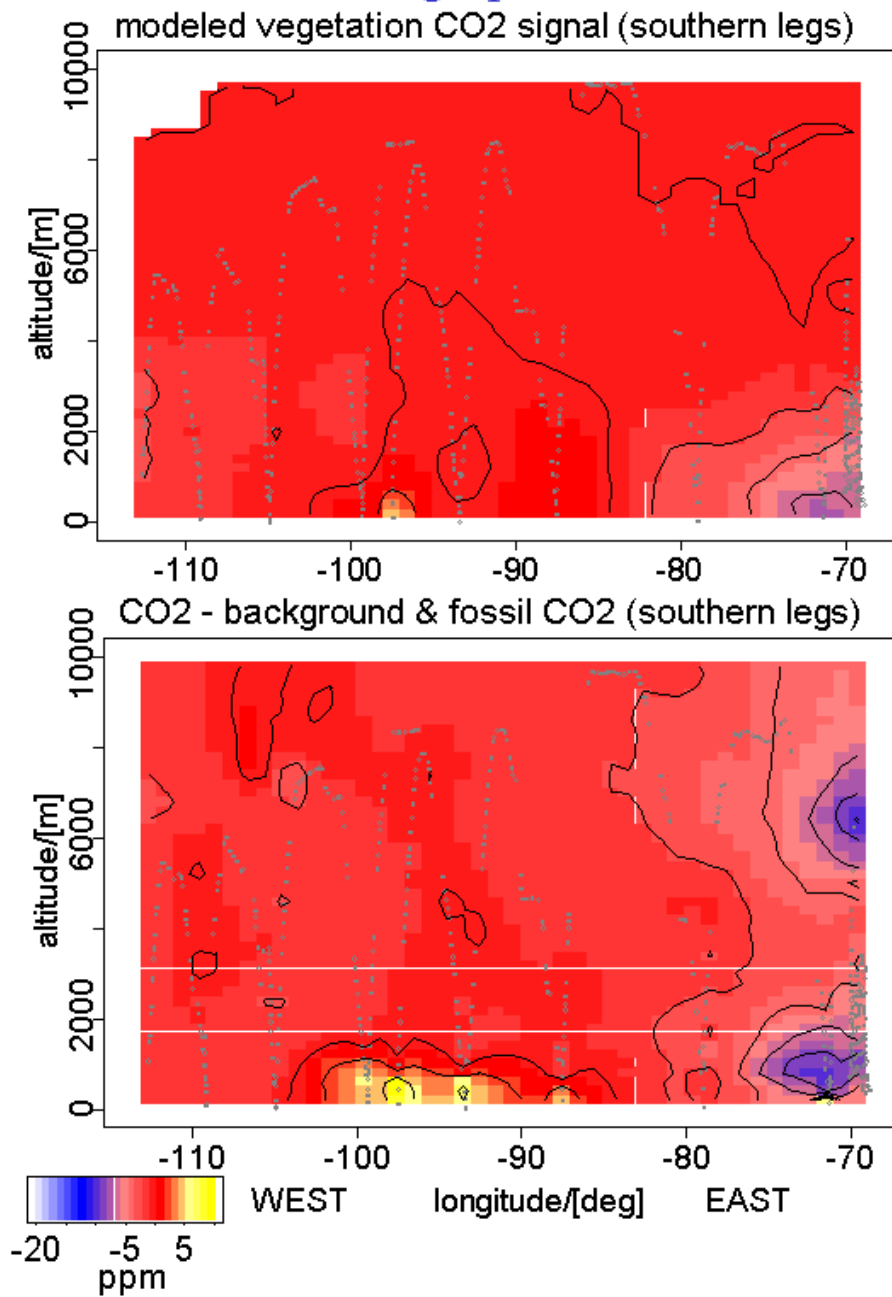 modeled vegetation CO2 signal (southern legs)
10000
6000
2000
0
altitude/[m]
-110 -100 -90 -80 -70
CO2 - background & fossil CO2 (southern legs)
10000
6000
2000
0
altitude/[m]
-110 -100 -90 -80 -70
WEST longitude/[deg] EAST
-20 -5 5
ppm